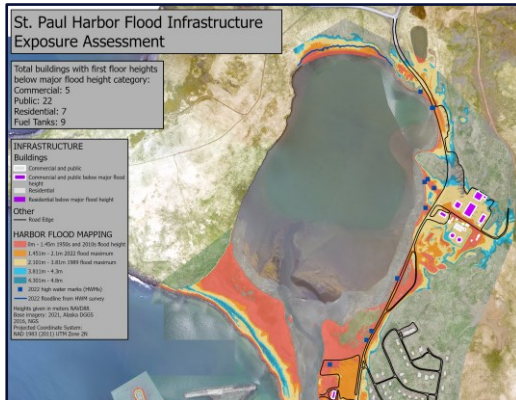 St. Paul Harbor Flood Infrastructure
Exposure Assessment
Total buildings with first floor heights
below major flood height category:
Commercial: 5
Public: 22
Residential: 7
Fuel Tanks: 9
INFRASTRUCTURE
Buildings
Commercial and public
Commercial and public below major flood
height
Residential
Residential below major flood height
Other
Road Edge
HARBOR FLOOD MAPPING
0m - 1.45m 1950s and 2010s flood height
1.451m - 2.1m 2022 flood maximum
2.101m - 3.81m 1989 flood maximum
3.811m - 4.3m
4.301m - 4.8m
2022 high water marks (HWMs)
2022 floodline from HWM survey
Heights given in meters NAVD88.
Base imagery: 2021, Alaska DGGS
2016, NGS
Projected Coordinate System:
NAD 1983 (2011) UTM Zone 2N